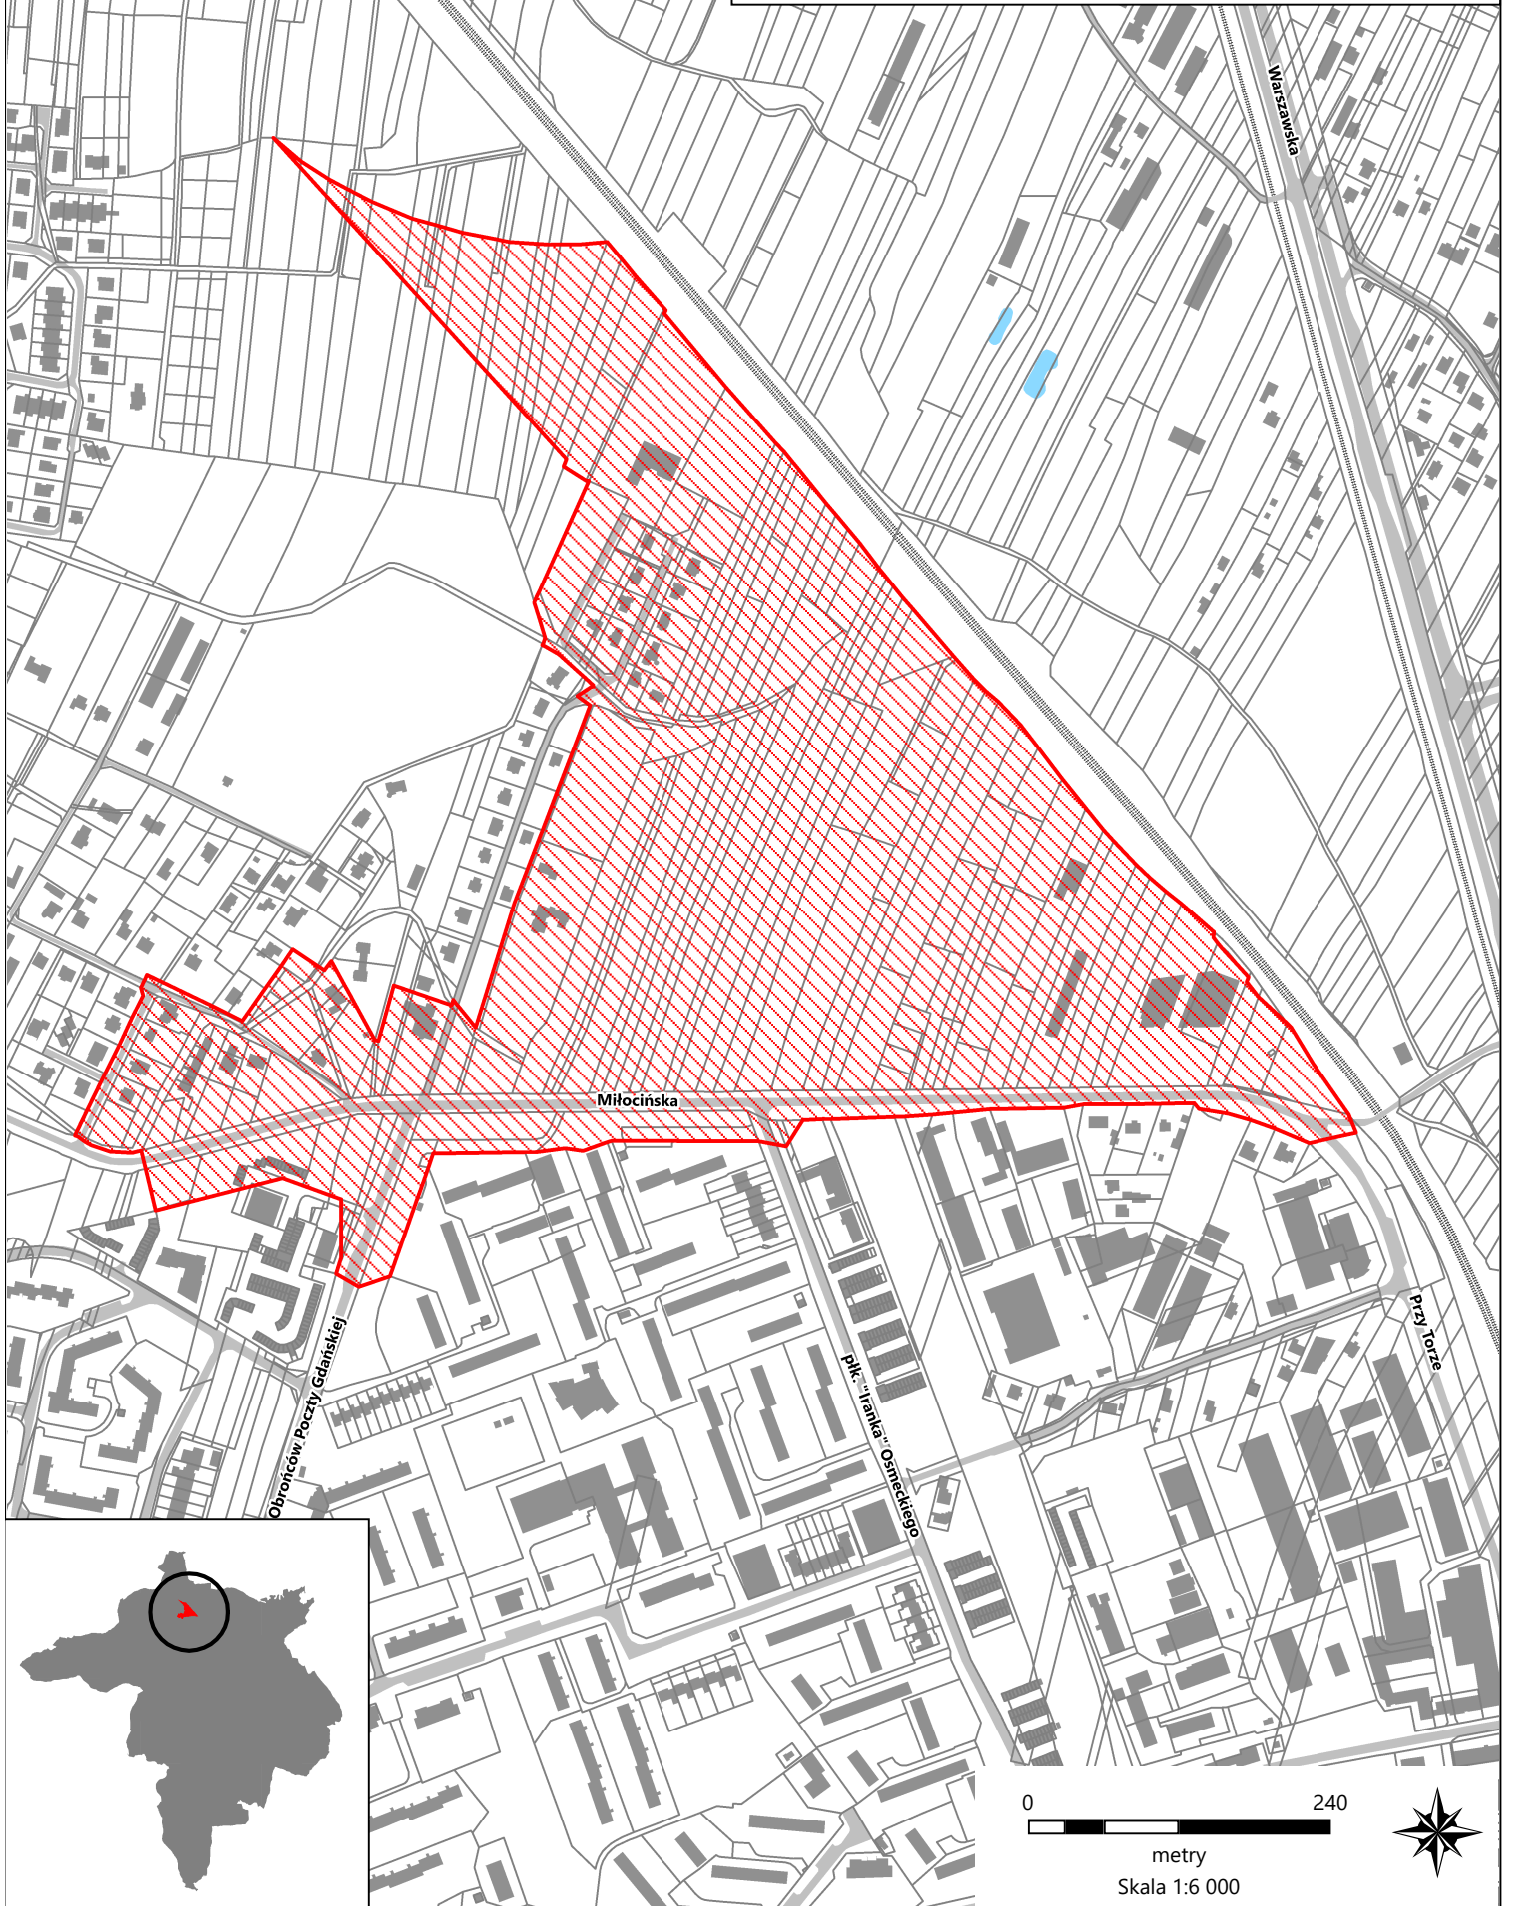 Warszawska
Miłocińska
Obrońców Poczty Gdańskiej
płk. "Iranka" Osmeckiego
Przy Torze
0 240
metry
Skala 1:6 000